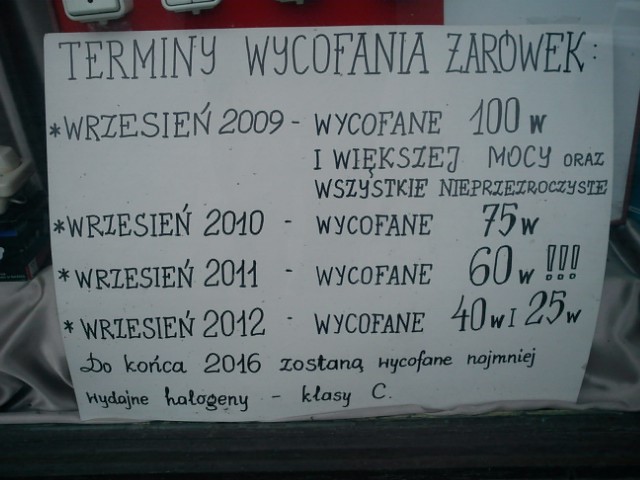 TERMINY WYCOFANIA ŻARÓWEK:
*WRZESIEŃ 2009 - WYCOFANE 100 W
I WIĘKSZEJ MOCY ORAZ
WSZYSTKIE NIEPRZEZROCZYSTE
*WRZESIEŃ 2010 - WYCOFANE 75 W
*WRZESIEŃ 2011 - WYCOFANE 60 W !!!
*WRZESIEŃ 2012 - WYCOFANE 40 W I 25 W
Do końca 2016 zostaną wycofane najmniej
wydajne halogeny - klasy C.